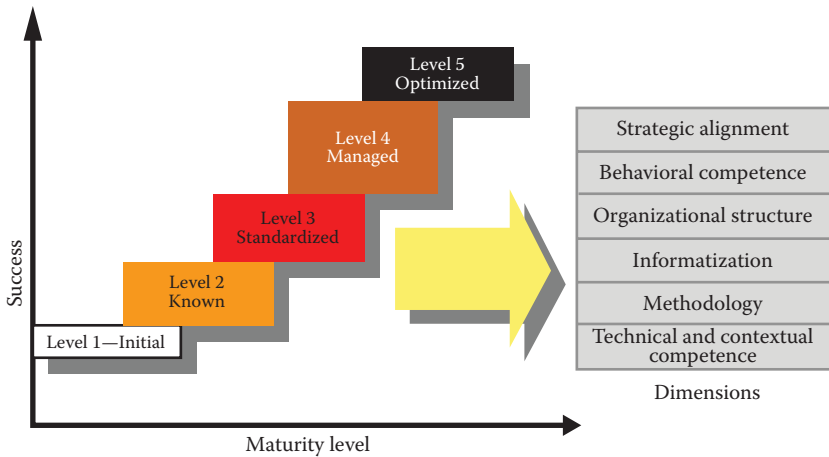 Success
Level 5
Optimized
Level 4
Managed
Level 3
Standardized
Level 2
Known
Level 1—Initial
Maturity level
Strategic alignment
Behavioral competence
Organizational structure
Informatization
Methodology
Technical and contextual
competence
Dimensions